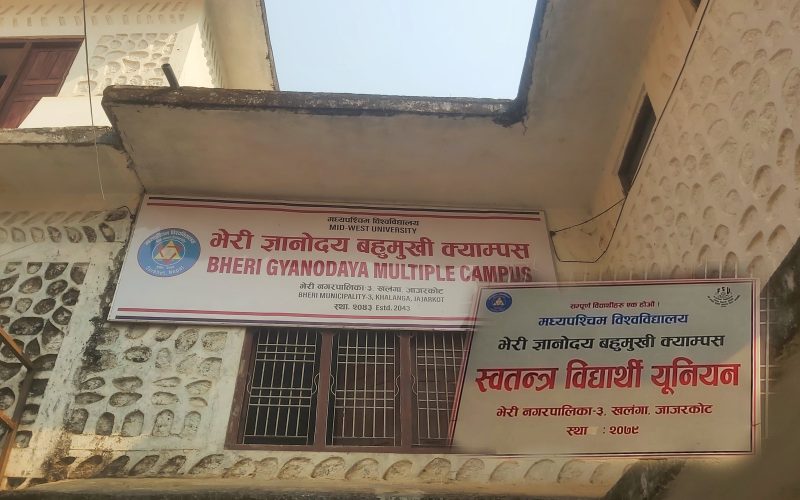 मध्यपश्चिम विश्वविद्यालय
MID-WEST UNIVERSITY
भेरी ज्ञानोदय बहुमुखी क्याम्पस
BHERI GYANODAYA MULTIPLE CAMPUS
भेरी नगरपालिका-३, खलंगा, जाजरकोट
BHERI MUNICIPALITY-3, KHALANGA, JAJARKOT
स्था. २०४३ Estd. 2043
सम्पूर्ण विद्यार्थीहरु एक होऔं !
मध्यपश्चिम विश्वविद्यालय
भेरी ज्ञानोदय बहुमुखी क्याम्पस
स्वतन्त्र विद्यार्थी यूनियन
भेरी नगरपालिका-३, खलंगा, जाजरकोट
स्था : २०७९